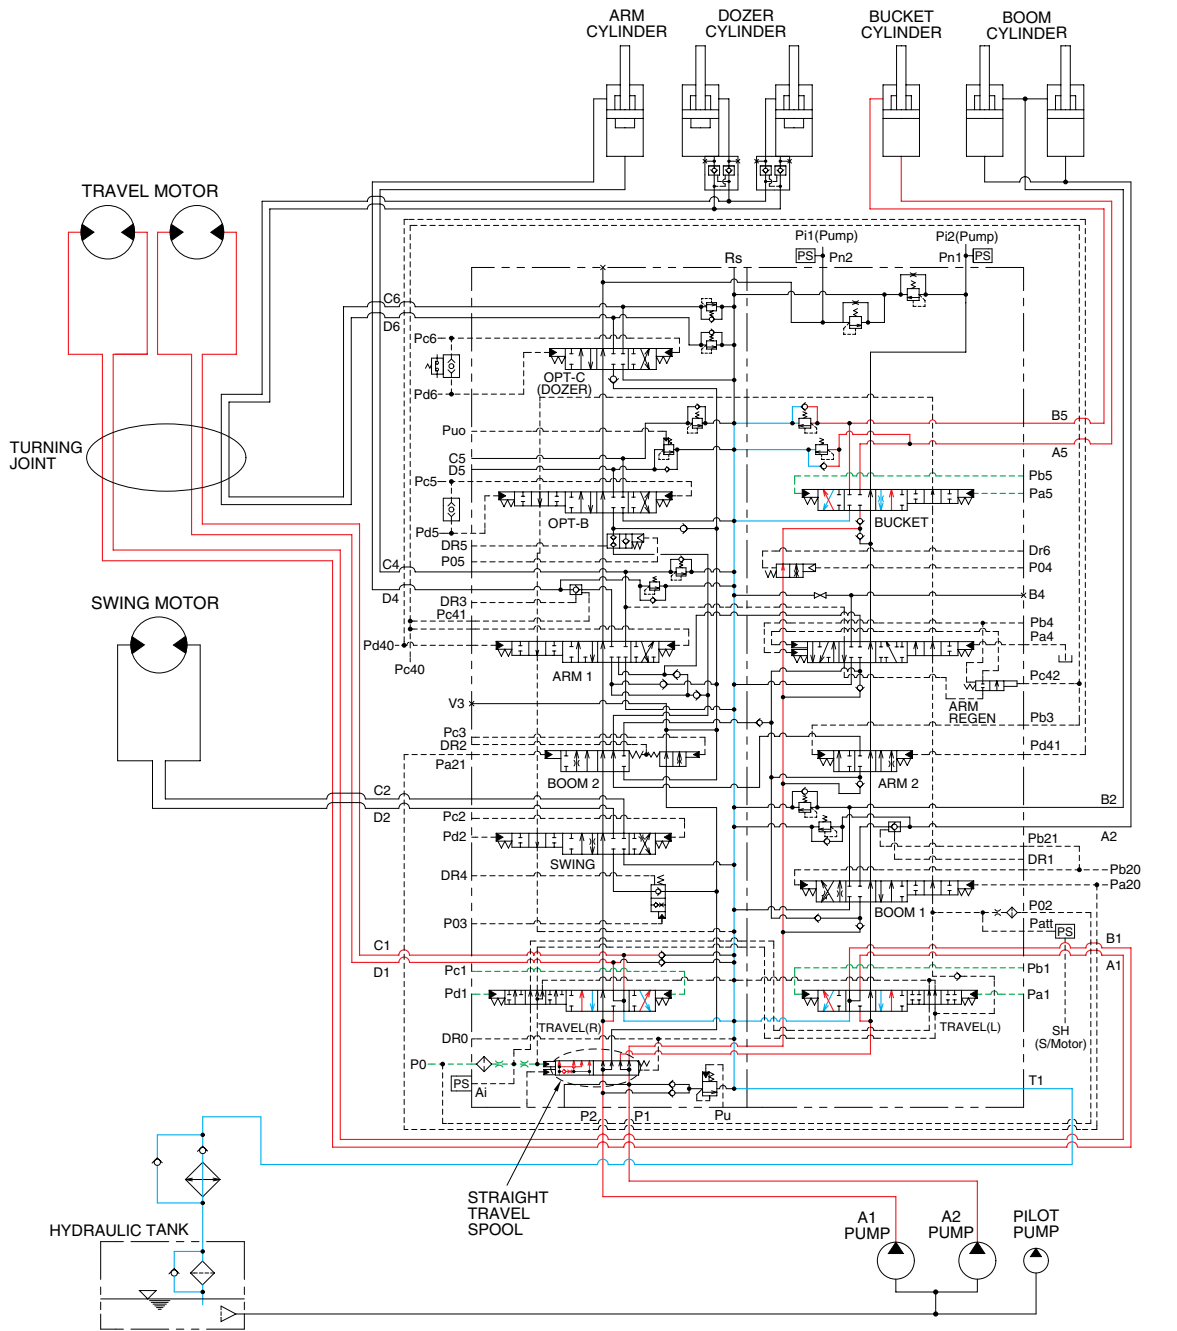 ARM
CYLINDER
DOZER
CYLINDER
BUCKET
CYLINDER
BOOM
CYLINDER
TRAVEL MOTOR
Pi1(Pump)
Pi2(Pump)
PS
Pn2
Pn1
PS
Rs
C6
D6
Pc6
OPT-C
(DOZER)
Pd6
B5
Puo
TURNING
JOINT
A5
C5
D5
Pc5
Pb5
Pa5
OPT-B
BUCKET
Pd5
DR5
P05
Dr6
P04
C4
D4
B4
DR3
Pc41
Pb4
Pa4
SWING MOTOR
Pd40
Pc40
ARM 1
Pc42
V3
ARM
REGEN
Pb3
Pc3
DR2
Pa21
Pd41
BOOM 2
ARM 2
C2
D2
B2
Pc2
Pd2
A2
Pb21
DR1
SWING
DR4
Pb20
Pa20
BOOM 1
P03
P02
Patt
PS
C1
D1
B1
A1
Pc1
Pd1
Pb1
Pa1
TRAVEL(R)
TRAVEL(L)
DR0
SH
(S/Motor)
P0
PS
Ai
T1
P2
P1
Pu
STRAIGHT
TRAVEL
SPOOL
HYDRAULIC TANK
A1
PUMP
A2
PUMP
PILOT
PUMP